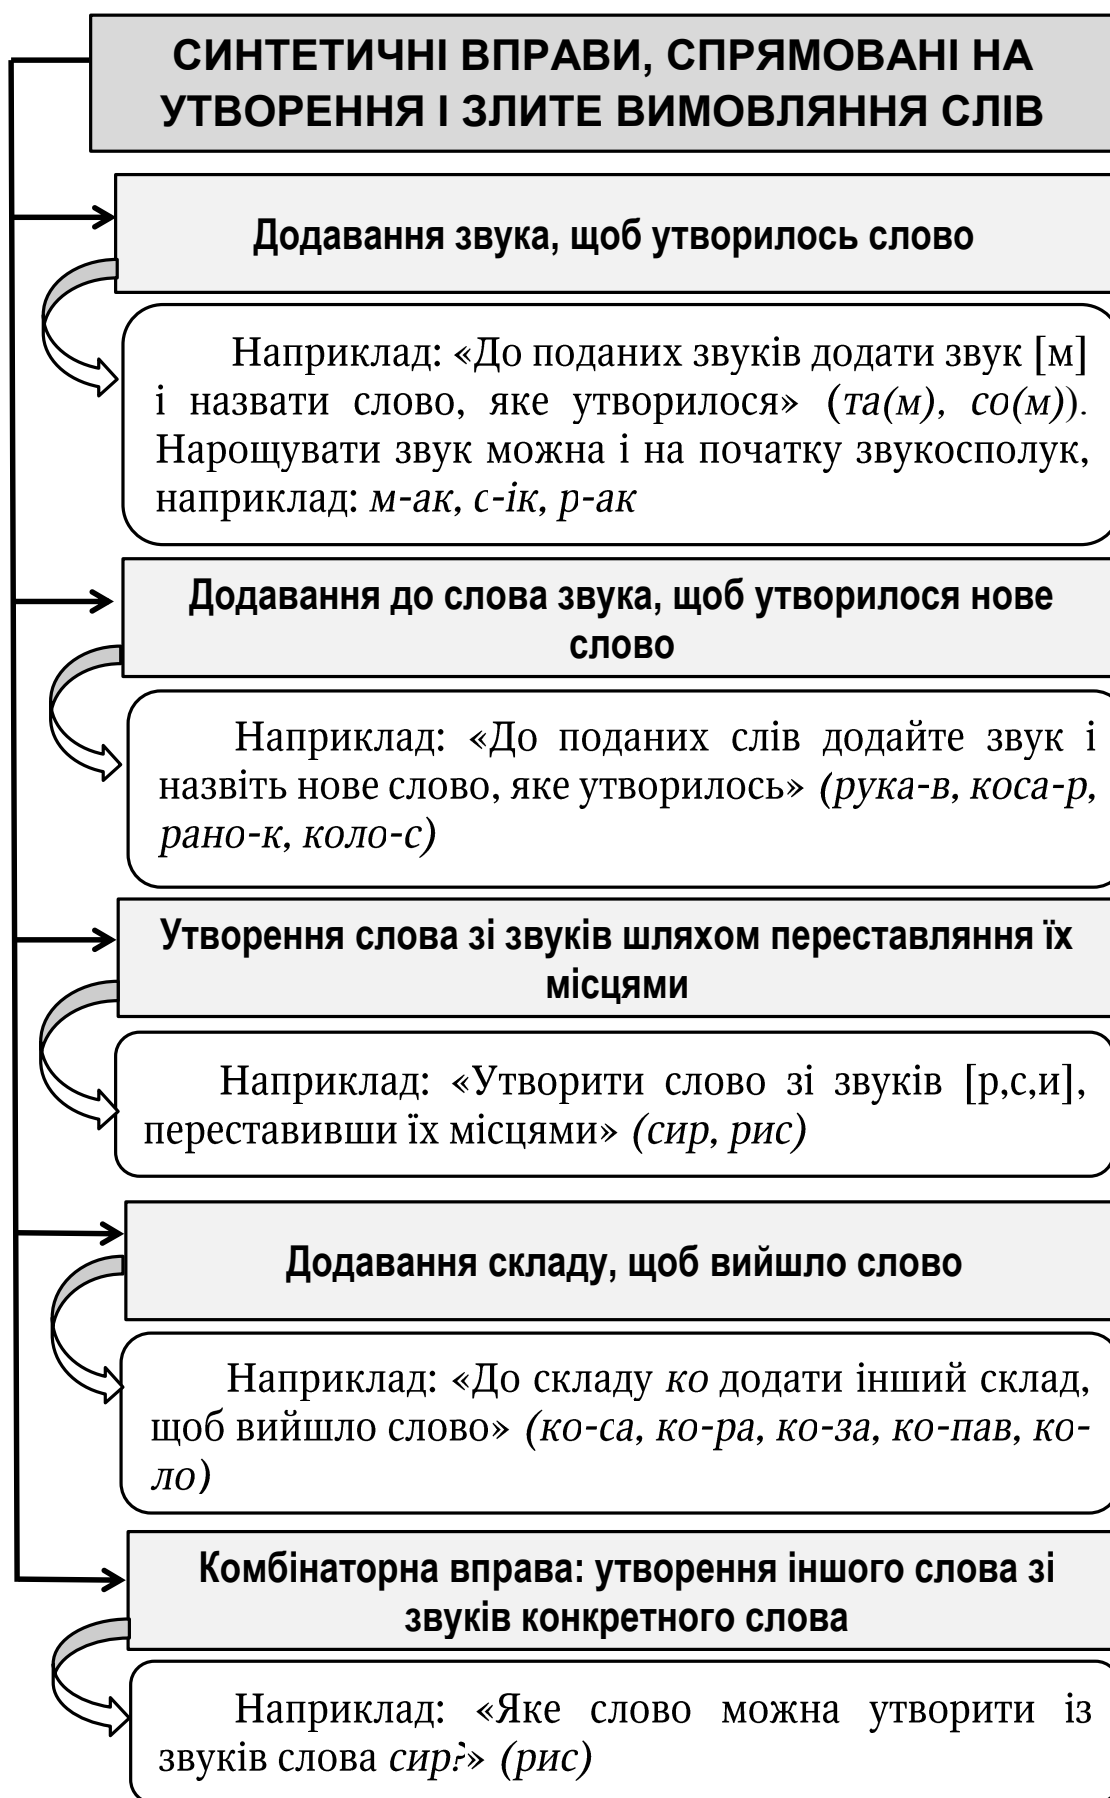 СИНТЕТИЧНІ ВПРАВИ, СПРЯМОВАНІ НА
УТВОРЕННЯ І ЗЛИТЕ ВИМОВЛЯННЯ СЛІВ
Додавання звука, щоб утворилось слово
Наприклад: «До поданих звуків додати звук [м]
і назвати слово, яке утворилося» (та(м), со(м)).
Нарощувати звук можна і на початку звукосполук,
наприклад: м-ак, с-ік, р-ак
Додавання до слова звука, щоб утворилося нове
слово
Наприклад: «До поданих слів додайте звук і
назвіть нове слово, яке утворилось» (рука-в, коса-р,
рано-к, коло-с)
Утворення слова зі звуків шляхом переставляння їх
місцями
Наприклад: «Утворити слово зі звуків [р,с,и],
переставивши їх місцями» (сир, рис)
Додавання складу, щоб вийшло слово
Наприклад: «До складу ко додати інший склад,
щоб вийшло слово» (ко-са, ко-ра, ко-за, ко-пав, ко-
ло)
Комбінаторна вправа: утворення іншого слова зі
звуків конкретного слова
Наприклад: «Яке слово можна утворити із
звуків слова сир?» (рис)